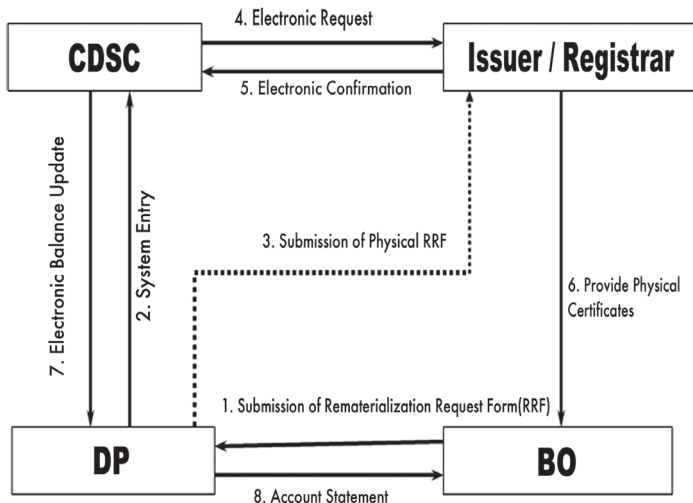 4. Electronic Request
CDSC
Issuer / Registrar
5. Electronic Confirmation
7. Electronic Balance Update
2. System Entry
3. Submission of Physical RRF
6. Provide Physical
Certificates
1. Submission of Rematerialization Request Form(RRF)
DP
BO
8. Account Statement